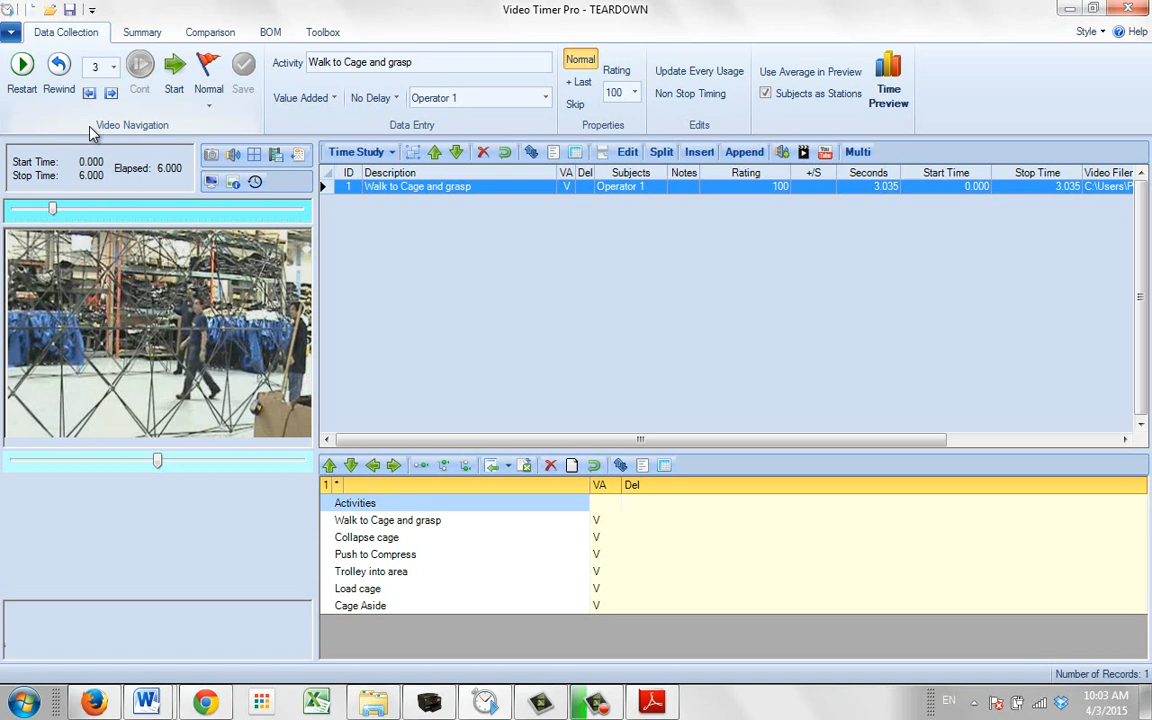 Video Timer Pro - TEARDOWN
Data Collection Summary Comparison BOM Toolbox Style Help
Restart Rewind 3 Cont Start Normal Save
Video Navigation
Activity Walk to Cage and grasp
Value Added No Delay Operator 1
Data Entry
Normal
+ Last
Skip
Rating
100
Properties
Update Every Usage
Non Stop Timing
Edits
Use Average in Preview
Subjects as Stations
Time
Preview
Start Time: 0.000
Stop Time: 6.000
Elapsed: 6.000
Time Study Edit Split Insert Append Multi
ID Description VA Del Subjects Notes Rating +/S Seconds Start Time Stop Time Video Filen
1 Walk to Cage and grasp V Operator 1 100 3.035 0.000 3.035 C:\Users\P
1 * VA Del
Activities
Walk to Cage and grasp V
Collapse cage V
Push to Compress V
Trolley into area V
Load cage V
Cage Aside V
Number of Records: 1
EN
10:03 AM
4/3/2015